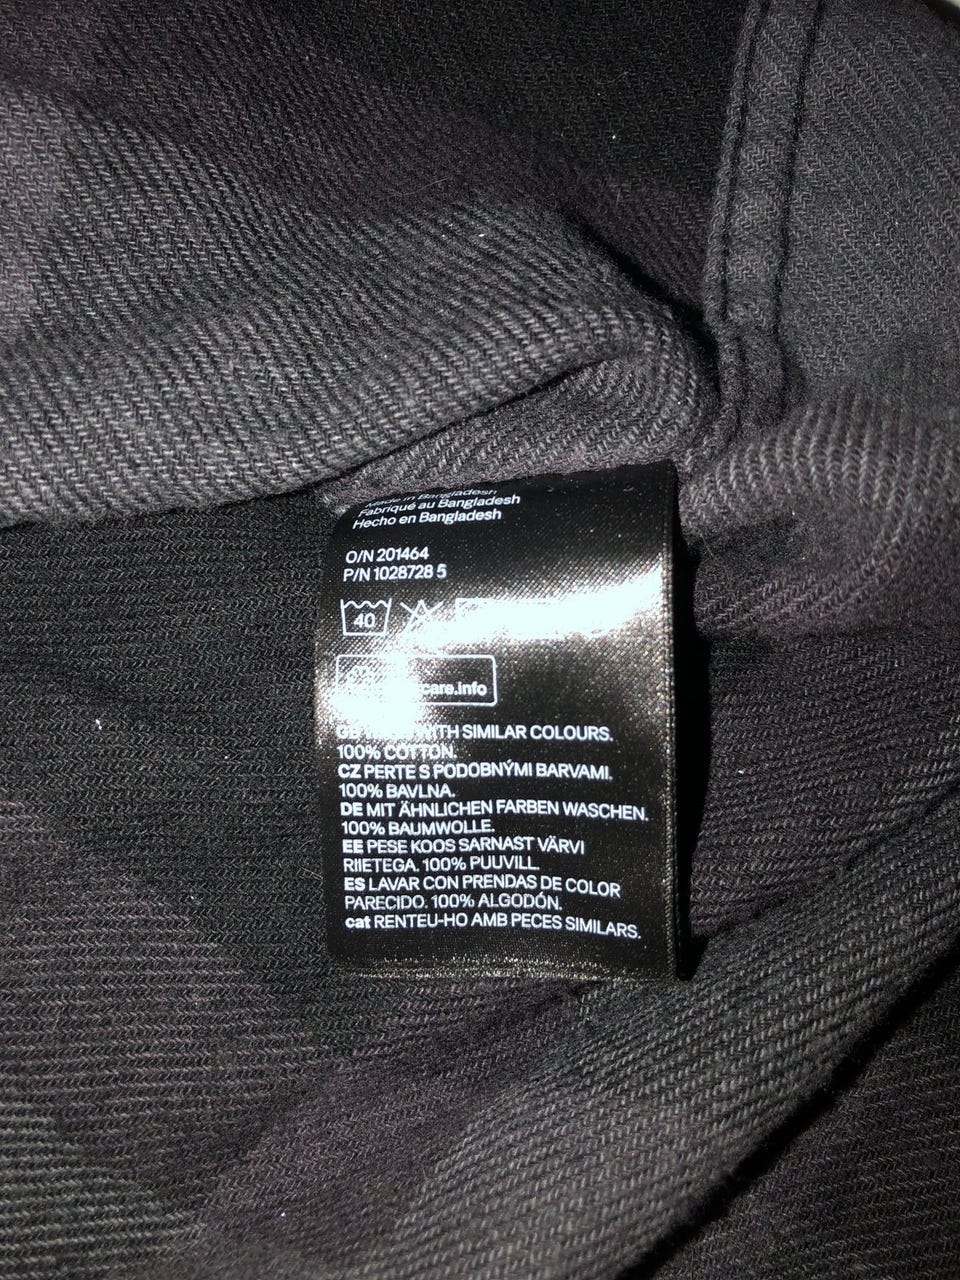 Made in Bangladesh
Fabriqué au Bangladesh
Hecho en Bangladesh
O/N 201464
P/N 1028728 5
40
care.info
GB WITH SIMILAR COLOURS.
100% COTTON.
CZ PERTE S PODOBNÝMI BARVAMI.
100% BAVLNA.
DE MIT ÄHNLICHEN FARBEN WASCHEN.
100% BAUMWOLLE.
EE PESE KOOS SARNAST VÄRVI
RIIETEGA. 100% PUUVILL.
ES LAVAR CON PRENDAS DE COLOR
PARECIDO. 100% ALGODÓN.
cat RENTEU-HO AMB PECES SIMILARS.